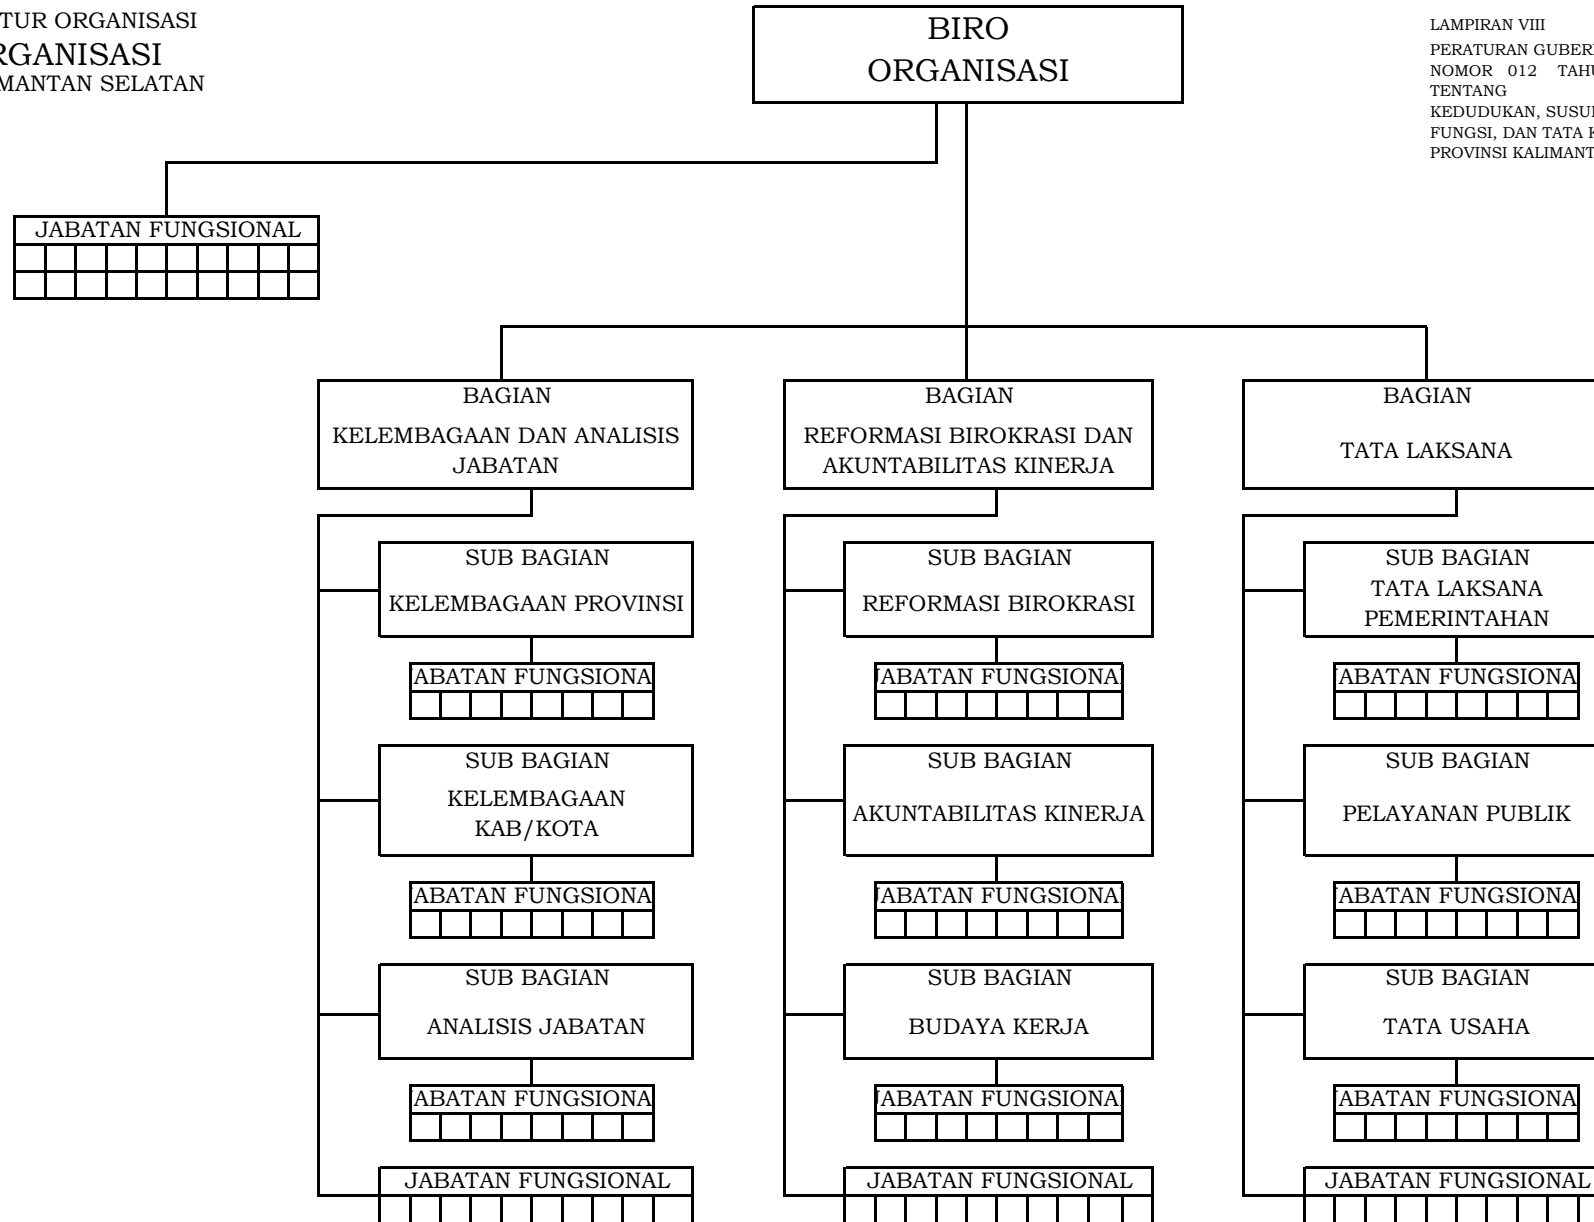 TUR ORGANISASI
RGANISASI
MANTAN SELATAN
BIRO
ORGANISASI
LAMPIRAN VIII
PERATURAN GUBER
NOMOR 012 TAHU
TENTANG
KEDUDUKAN, SUSU
FUNGSI, DAN TATA K
PROVINSI KALIMANT
JABATAN FUNGSIONAL
BAGIAN
KELEMBAGAAN DAN ANALISIS
JABATAN
SUB BAGIAN
KELEMBAGAAN PROVINSI
ABATAN FUNGSIONA
SUB BAGIAN
KELEMBAGAAN
KAB/KOTA
ABATAN FUNGSIONA
SUB BAGIAN
ANALISIS JABATAN
ABATAN FUNGSIONA
JABATAN FUNGSIONAL
BAGIAN
REFORMASI BIROKRASI DAN
AKUNTABILITAS KINERJA
SUB BAGIAN
REFORMASI BIROKRASI
JABATAN FUNGSIONA
SUB BAGIAN
AKUNTABILITAS KINERJA
JABATAN FUNGSIONA
SUB BAGIAN
BUDAYA KERJA
JABATAN FUNGSIONA
JABATAN FUNGSIONAL
BAGIAN
TATA LAKSANA
SUB BAGIAN
TATA LAKSANA
PEMERINTAHAN
ABATAN FUNGSIONA
SUB BAGIAN
PELAYANAN PUBLIK
ABATAN FUNGSIONA
SUB BAGIAN
TATA USAHA
ABATAN FUNGSIONA
JABATAN FUNGSIONAL